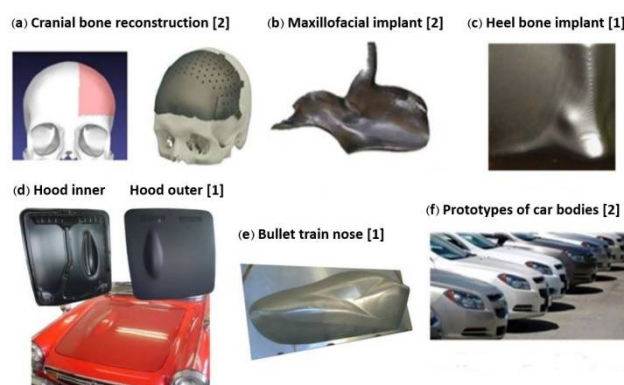 (a) Cranial bone reconstruction [2]
(b) Maxillofacial implant [2]
(c) Heel bone implant [1]
(d) Hood inner
Hood outer [1]
(e) Bullet train nose [1]
(f) Prototypes of car bodies [2]